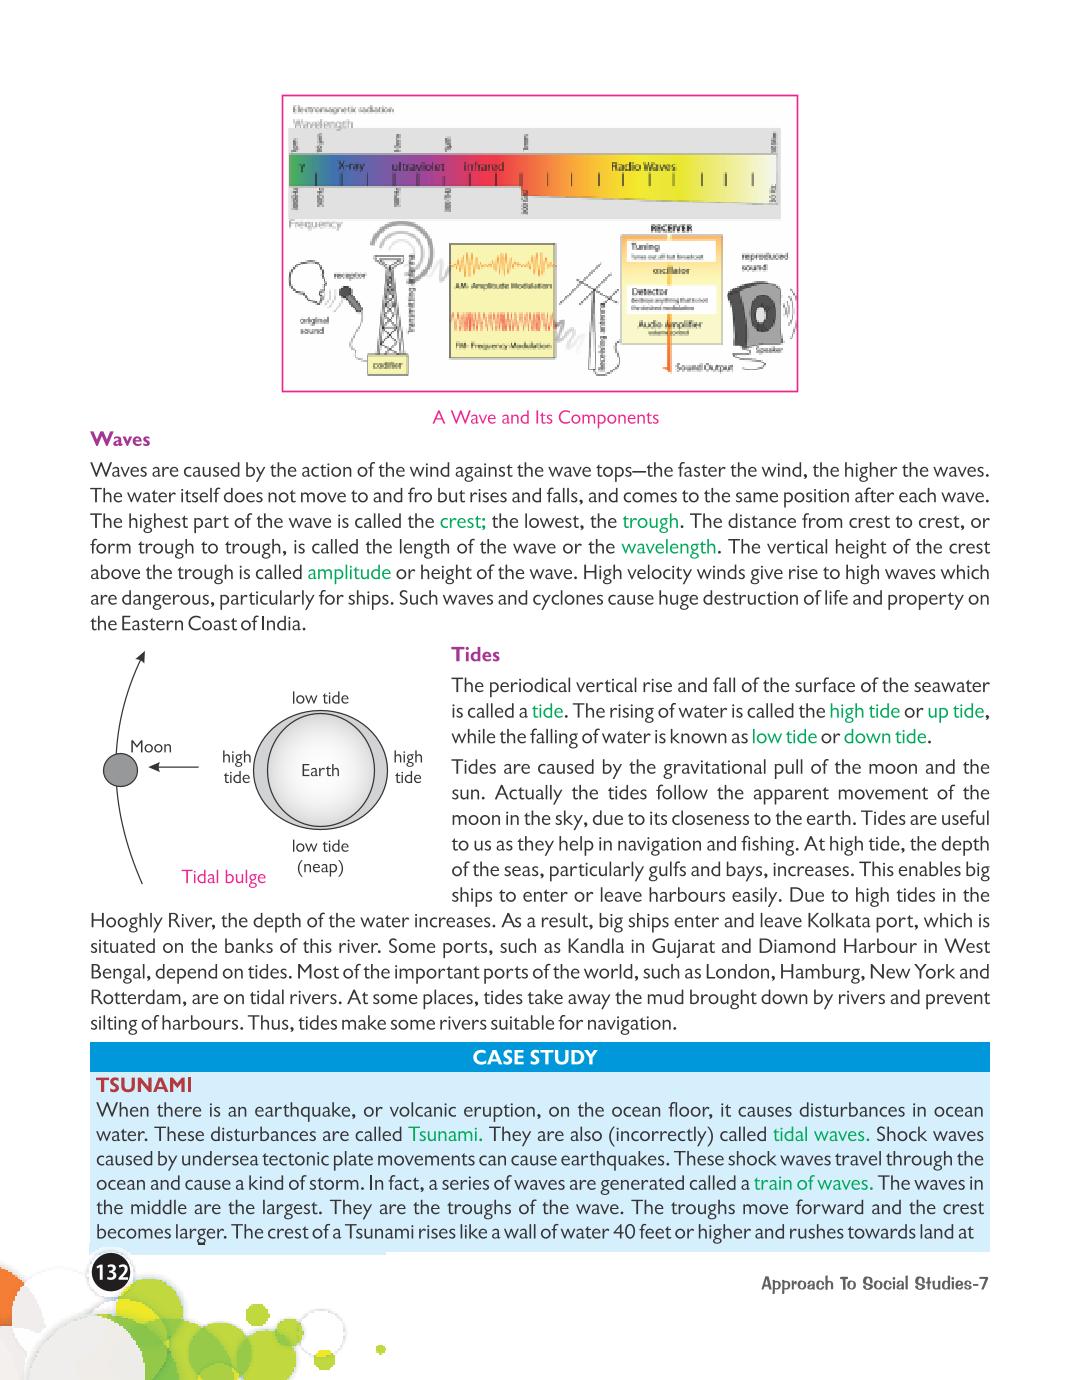 Electromagnetic radiation
Wavelength
γ X-ray ultraviolet infrared Radio Waves
Frequency
RECEIVER
Tuning
oscillator
Detector
Audio Amplifier
Sound Output
reproduced
sound
Speaker
receptor
original
sound
codifier
transmitting antenna
AM- Amplitude Modulation
FM- Frequency Modulation
Receiving antenna
A Wave and Its Components
Waves
Waves are caused by the action of the wind against the wave tops—the faster the wind, the higher the waves.
The water itself does not move to and fro but rises and falls, and comes to the same position after each wave.
The highest part of the wave is called the crest; the lowest, the trough. The distance from crest to crest, or
form trough to trough, is called the length of the wave or the wavelength. The vertical height of the crest
above the trough is called amplitude or height of the wave. High velocity winds give rise to high waves which
are dangerous, particularly for ships. Such waves and cyclones cause huge destruction of life and property on
the Eastern Coast of India.
low tide
Moon
high
tide
Earth
high
tide
low tide
(neap)
Tidal bulge
Tides
The periodical vertical rise and fall of the surface of the seawater
is called a tide. The rising of water is called the high tide or up tide,
while the falling of water is known as low tide or down tide.
Tides are caused by the gravitational pull of the moon and the
sun. Actually the tides follow the apparent movement of the
moon in the sky, due to its closeness to the earth. Tides are useful
to us as they help in navigation and fishing. At high tide, the depth
of the seas, particularly gulfs and bays, increases. This enables big
ships to enter or leave harbours easily. Due to high tides in the
Hooghly River, the depth of the water increases. As a result, big ships enter and leave Kolkata port, which is
situated on the banks of this river. Some ports, such as Kandla in Gujarat and Diamond Harbour in West
Bengal, depend on tides. Most of the important ports of the world, such as London, Hamburg, New York and
Rotterdam, are on tidal rivers. At some places, tides take away the mud brought down by rivers and prevent
silting of harbours. Thus, tides make some rivers suitable for navigation.
CASE STUDY
TSUNAMI
When there is an earthquake, or volcanic eruption, on the ocean floor, it causes disturbances in ocean
water. These disturbances are called Tsunami. They are also (incorrectly) called tidal waves. Shock waves
caused by undersea tectonic plate movements can cause earthquakes. These shock waves travel through the
ocean and cause a kind of storm. In fact, a series of waves are generated called a train of waves. The waves in
the middle are the largest. They are the troughs of the wave. The troughs move forward and the crest
becomes larger. The crest of a Tsunami rises like a wall of water 40 feet or higher and rushes towards land at
132
Approach To Social Studies-7